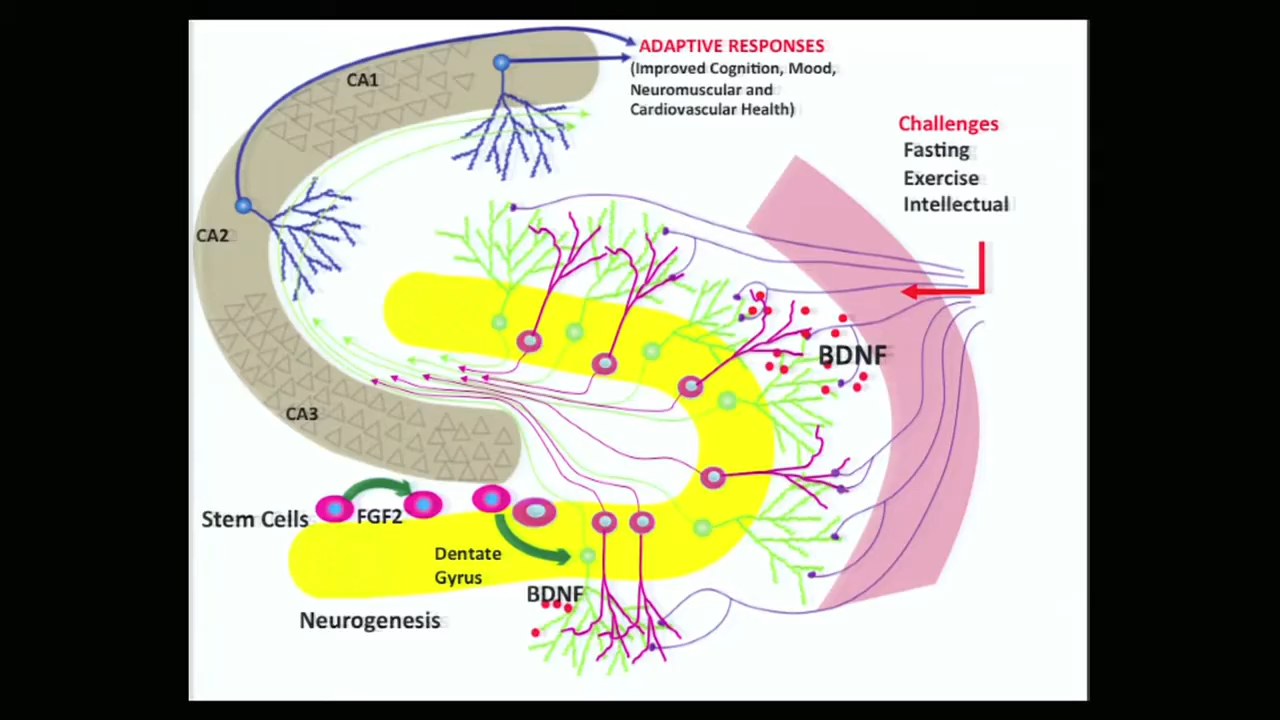 ADAPTIVE RESPONSES
(Improved Cognition, Mood,
Neuromuscular and
Cardiovascular Health)
CA1
Challenges
Fasting
Exercise
Intellectual
CA2
BDNF
CA3
Stem Cells
FGF2
Dentate
Gyrus
BDNF
Neurogenesis